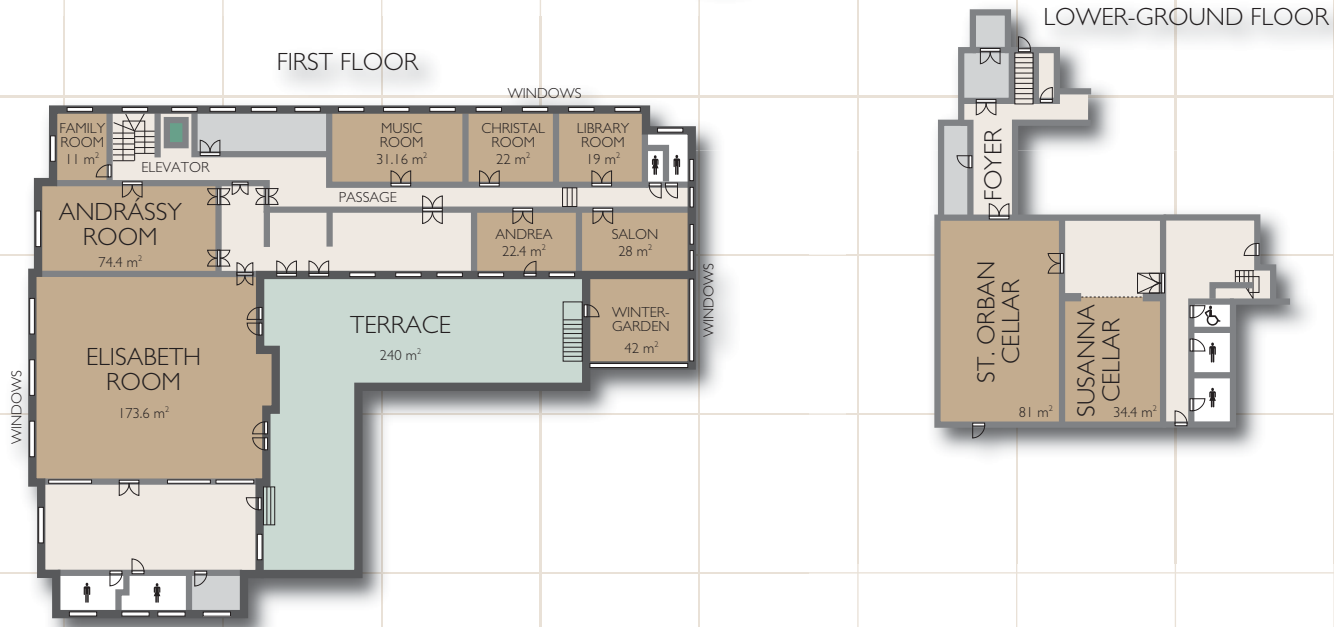 LOWER-GROUND FLOOR
FIRST FLOOR
WINDOWS
FAMILY
ROOM
11 m²
ELEVATOR
MUSIC
ROOM
31.16 m²
CHRISTAL
ROOM
22 m²
LIBRARY
ROOM
19 m²
PASSAGE
ANDRÁSSY
ROOM
74.4 m²
ANDREA
22.4 m²
SALON
28 m²
WINDOWS
ELISABETH
ROOM
173.6 m²
WINDOWS
TERRACE
240 m²
WINTER-
GARDEN
42 m²
FOYER
ST. ORBAN
CELLAR
81 m²
SUSANNA
CELLAR
34.4 m²